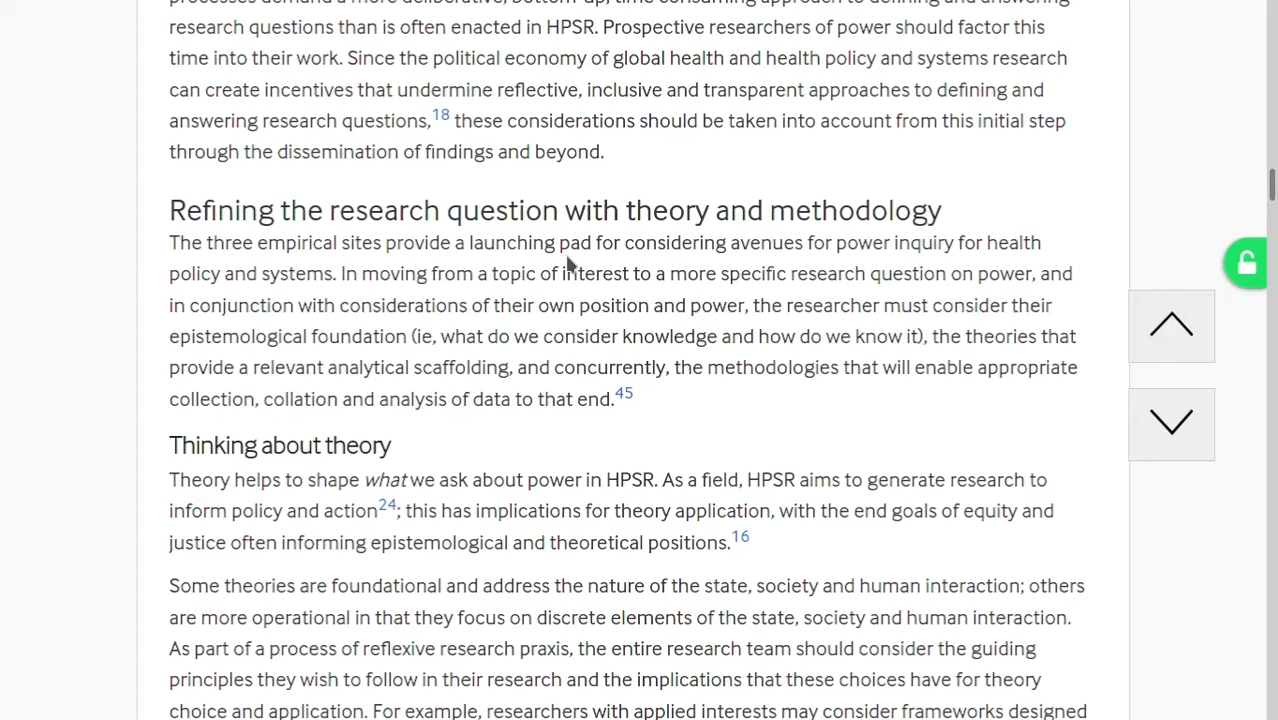 processes demand a more deliberative, bottom-up, time consuming approach to defining and answering
research questions than is often enacted in HPSR. Prospective researchers of power should factor this
time into their work. Since the political economy of global health and health policy and systems research
can create incentives that undermine reflective, inclusive and transparent approaches to defining and
answering research questions,18 these considerations should be taken into account from this initial step
through the dissemination of findings and beyond.
Refining the research question with theory and methodology
The three empirical sites provide a launching pad for considering avenues for power inquiry for health
policy and systems. In moving from a topic of interest to a more specific research question on power, and
in conjunction with considerations of their own position and power, the researcher must consider their
epistemological foundation (ie, what do we consider knowledge and how do we know it), the theories that
provide a relevant analytical scaffolding, and concurrently, the methodologies that will enable appropriate
collection, collation and analysis of data to that end.45
Thinking about theory
Theory helps to shape what we ask about power in HPSR. As a field, HPSR aims to generate research to
inform policy and action24; this has implications for theory application, with the end goals of equity and
justice often informing epistemological and theoretical positions.16
Some theories are foundational and address the nature of the state, society and human interaction; others
are more operational in that they focus on discrete elements of the state, society and human interaction.
As part of a process of reflexive research praxis, the entire research team should consider the guiding
principles they wish to follow in their research and the implications that these choices have for theory
choice and application. For example, researchers with applied interests may consider frameworks designed